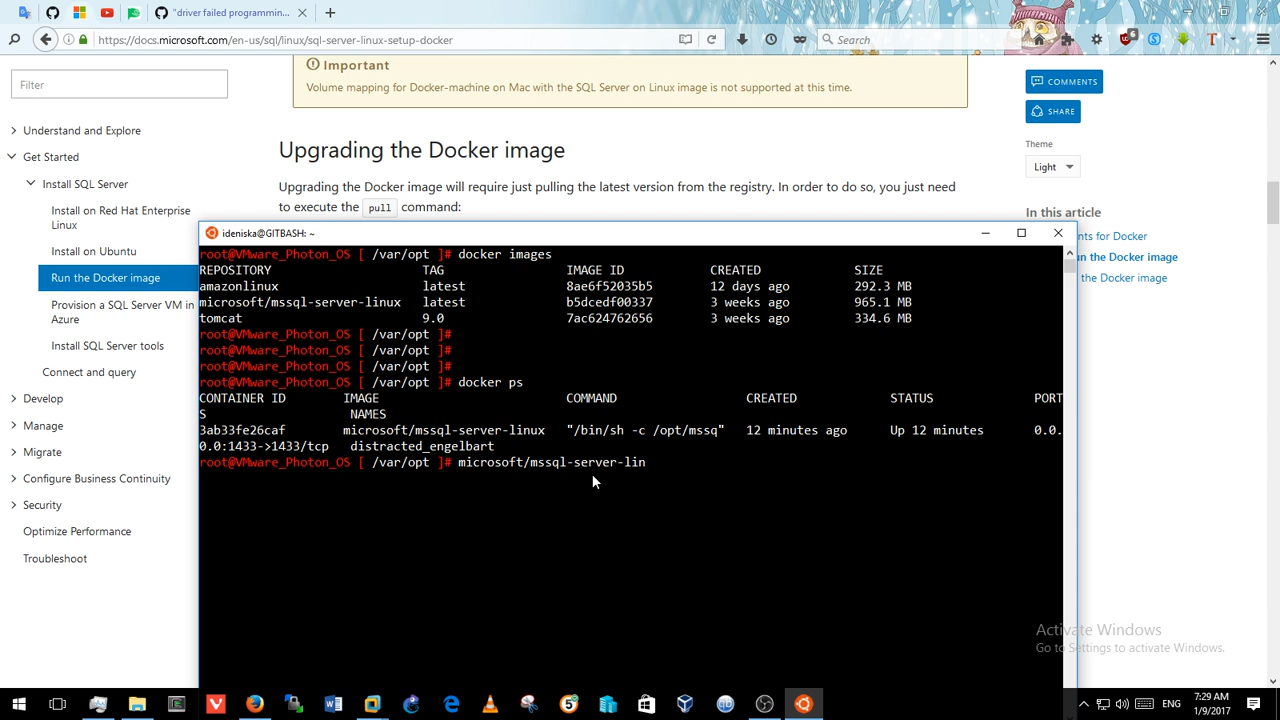 "driver failed programmin...
https://docs.microsoft.com/en-us/sql/linux/sql-server-linux-setup-docker
Search
6
Filter
Understand and Explore
Get Started
Install SQL Server
Install on Red Hat Enterprise
Linux
Install on Ubuntu
Run the Docker image
Provision a SQL Server VM in
Azure
Install SQL Server tools
Connect and query
Develop
Manage
Migrate
Configure Business Continuity
Security
Optimize Performance
Troubleshoot
Important
Volume mapping for Docker-machine on Mac with the SQL Server on Linux image is not supported at this time.
Upgrading the Docker image
Upgrading the Docker image will require just pulling the latest version from the registry. In order to do so, you just need
to execute the pull command:
COMMENTS
SHARE
Theme
Light
In this article
nts for Docker
un the Docker image
the Docker image
ideniska@GITBASH: ~
root@VMware_Photon_OS [ /var/opt ]# docker images
REPOSITORY TAG IMAGE ID CREATED SIZE
amazonlinux latest 8ae6f52035b5 12 days ago 292.3 MB
microsoft/mssql-server-linux latest b5dcedf00337 3 weeks ago 965.1 MB
tomcat 9.0 7ac624762656 3 weeks ago 334.6 MB
root@VMware_Photon_OS [ /var/opt ]#
root@VMware_Photon_OS [ /var/opt ]#
root@VMware_Photon_OS [ /var/opt ]#
root@VMware_Photon_OS [ /var/opt ]# docker ps
CONTAINER ID IMAGE COMMAND CREATED STATUS PORT
S NAMES
3ab33fe26caf microsoft/mssql-server-linux "/bin/sh -c /opt/mssq" 12 minutes ago Up 12 minutes 0.0.
0.0:1433->1433/tcp distracted_engelbart
root@VMware_Photon_OS [ /var/opt ]# microsoft/mssql-server-lin
Activate Windows
Go to Settings to activate Windows.
ENG
7:29 AM
1/9/2017